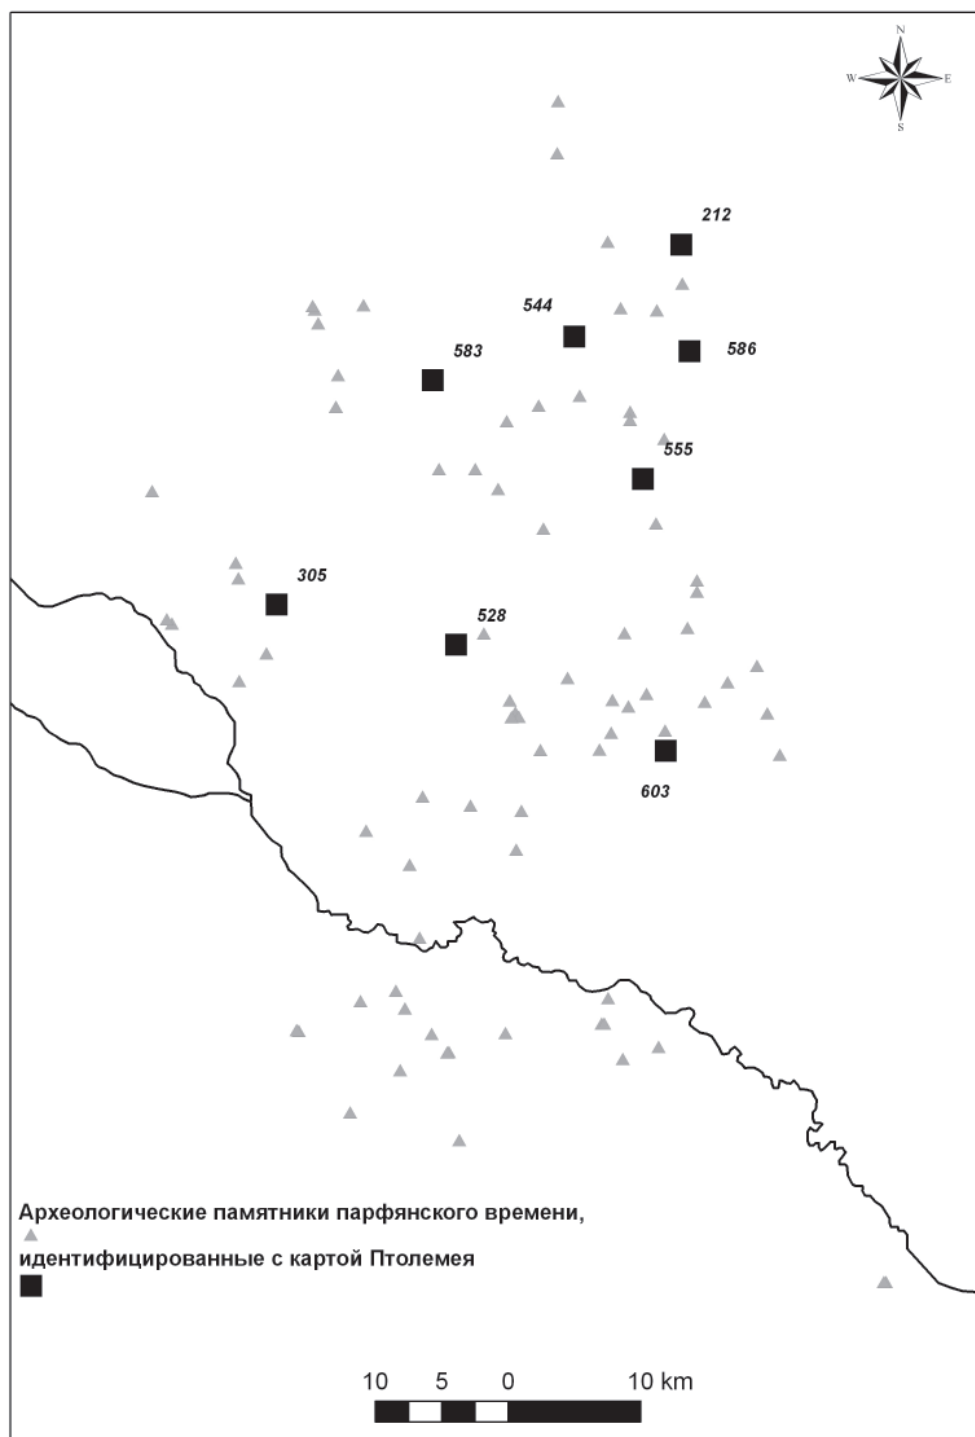 N
W E
S
212
544
586
583
555
305
528
603
Археологические памятники парфянского времени,
идентифицированные с картой Птолемея
10 5 0 10 km